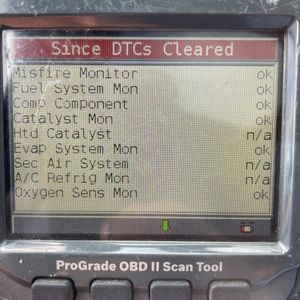 Since DTCs Cleared
Misfire Monitor ok
Fuel System Mon ok
Comp Component ok
Catalyst Mon ok
Htd Catalyst n/a
Evap System Mon ok
Sec Air System n/a
A/C Refrig Mon n/a
Oxygen Sens Mon ok
ProGrade OBD II Scan Tool